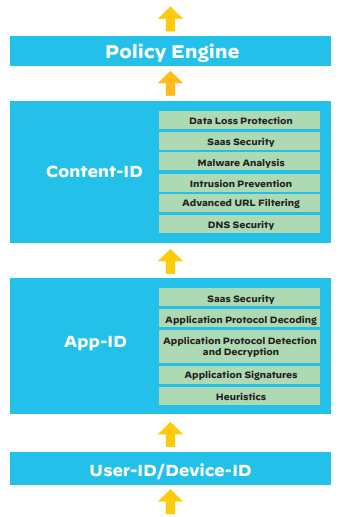 Policy Engine
Content-ID
Data Loss Protection
Saas Security
Malware Analysis
Intrusion Prevention
Advanced URL Filtering
DNS Security
App-ID
Saas Security
Application Protocol Decoding
Application Protocol Detection
and Decryption
Application Signatures
Heuristics
User-ID/Device-ID